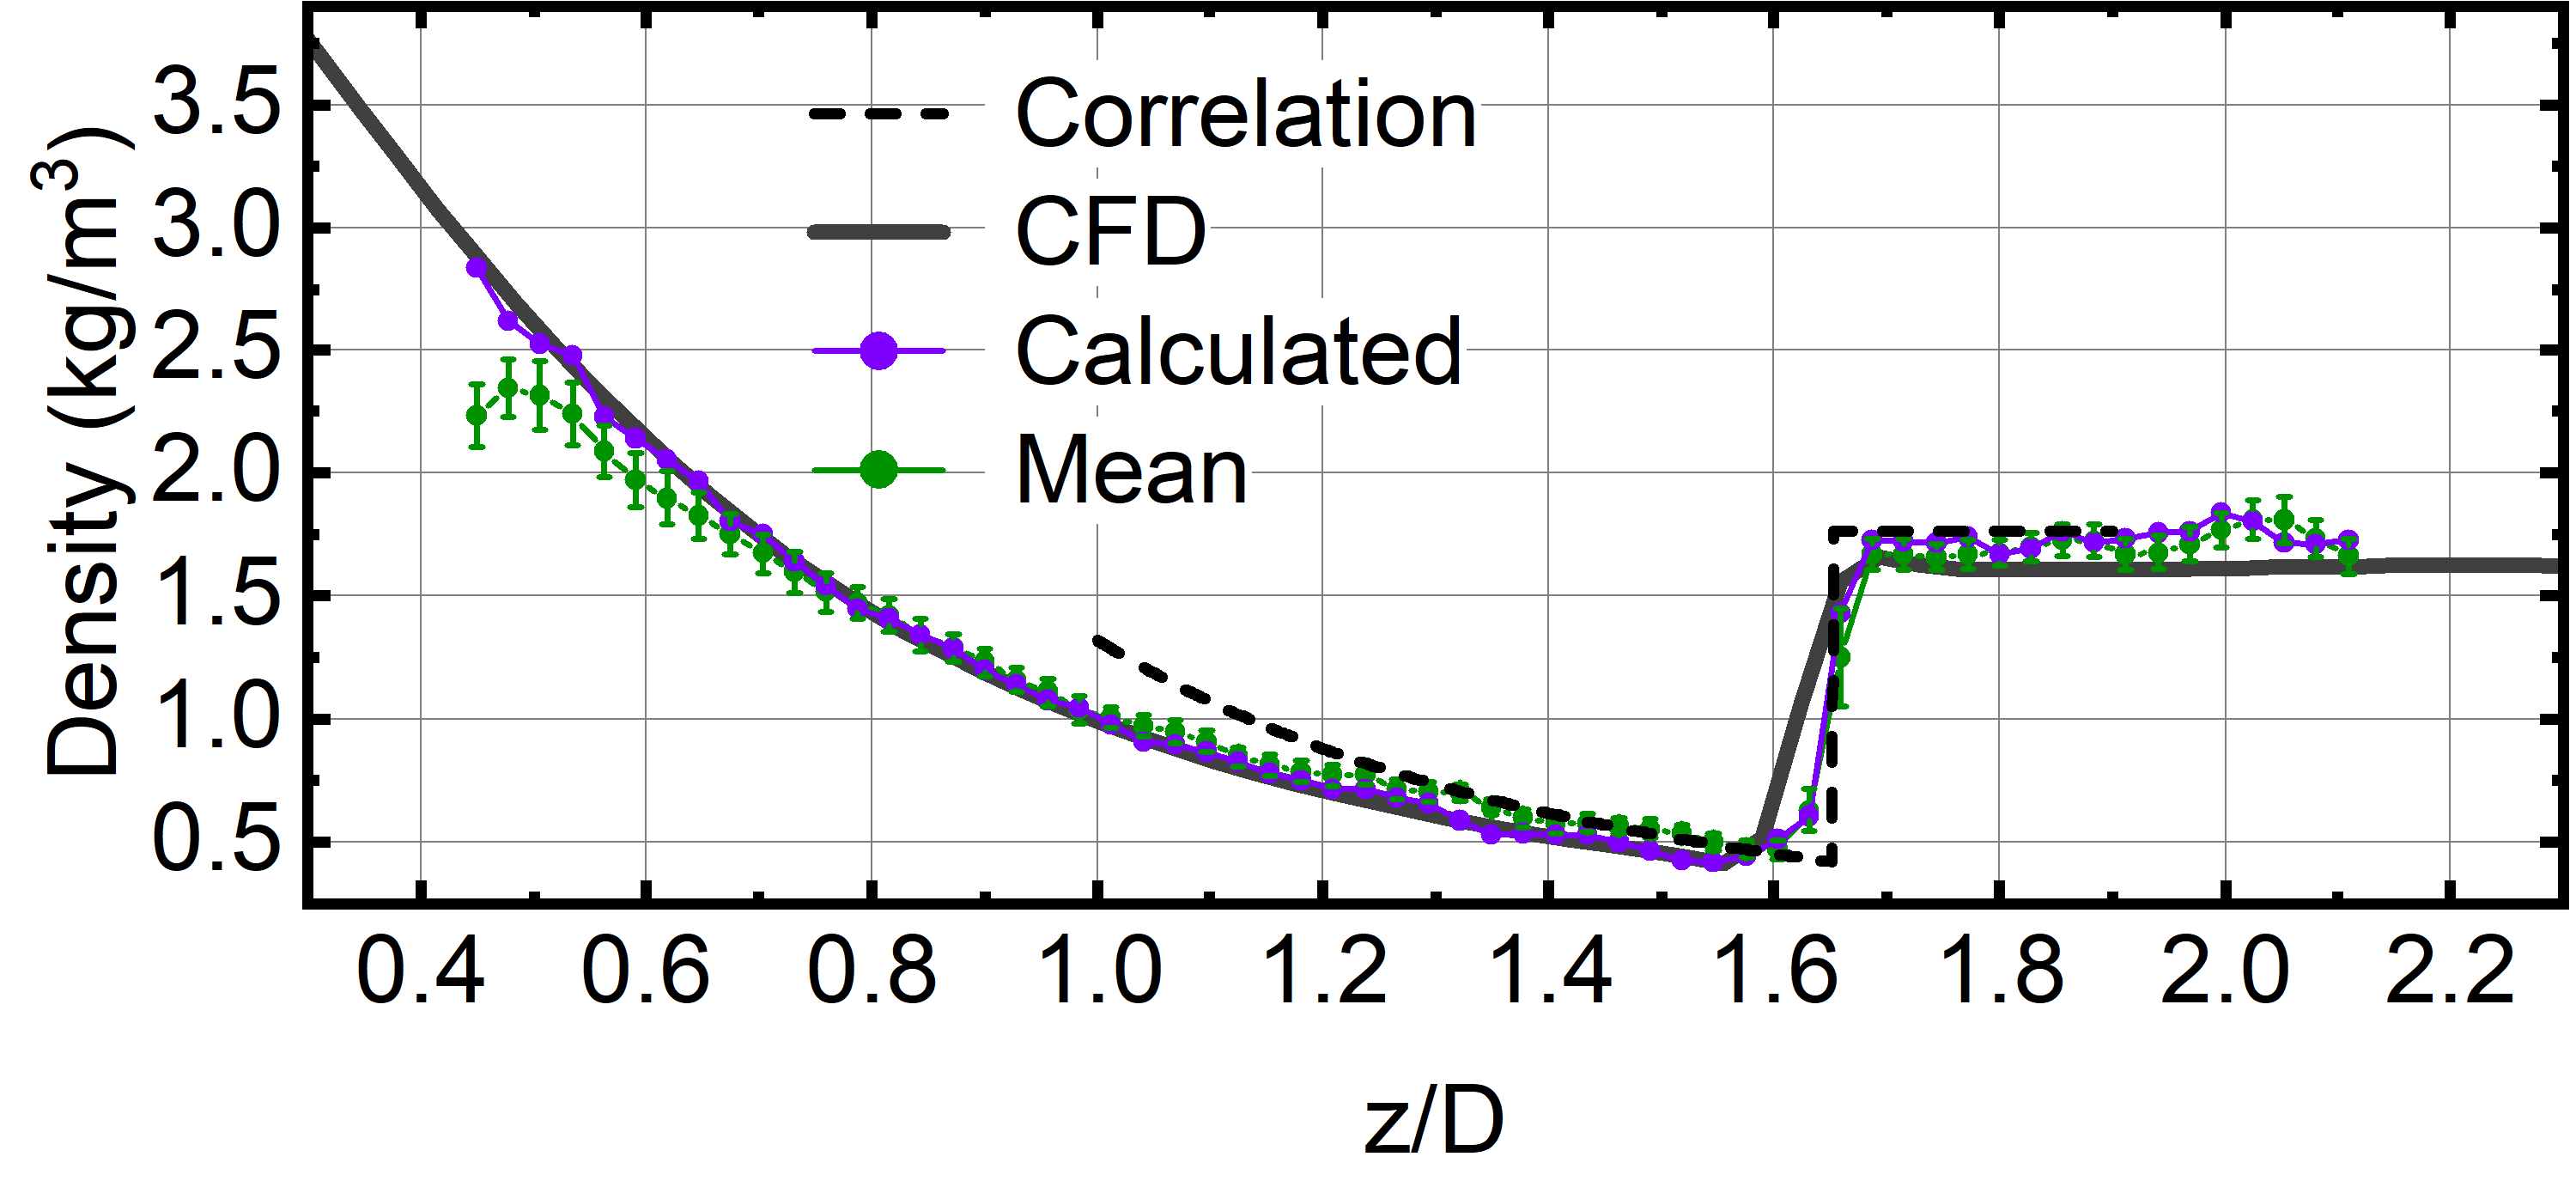 Density (kg/m³)
3.5
3.0
2.5
2.0
1.5
1.0
0.5
Correlation
CFD
Calculated
Mean
0.4 0.6 0.8 1.0 1.2 1.4 1.6 1.8 2.0 2.2
z/D